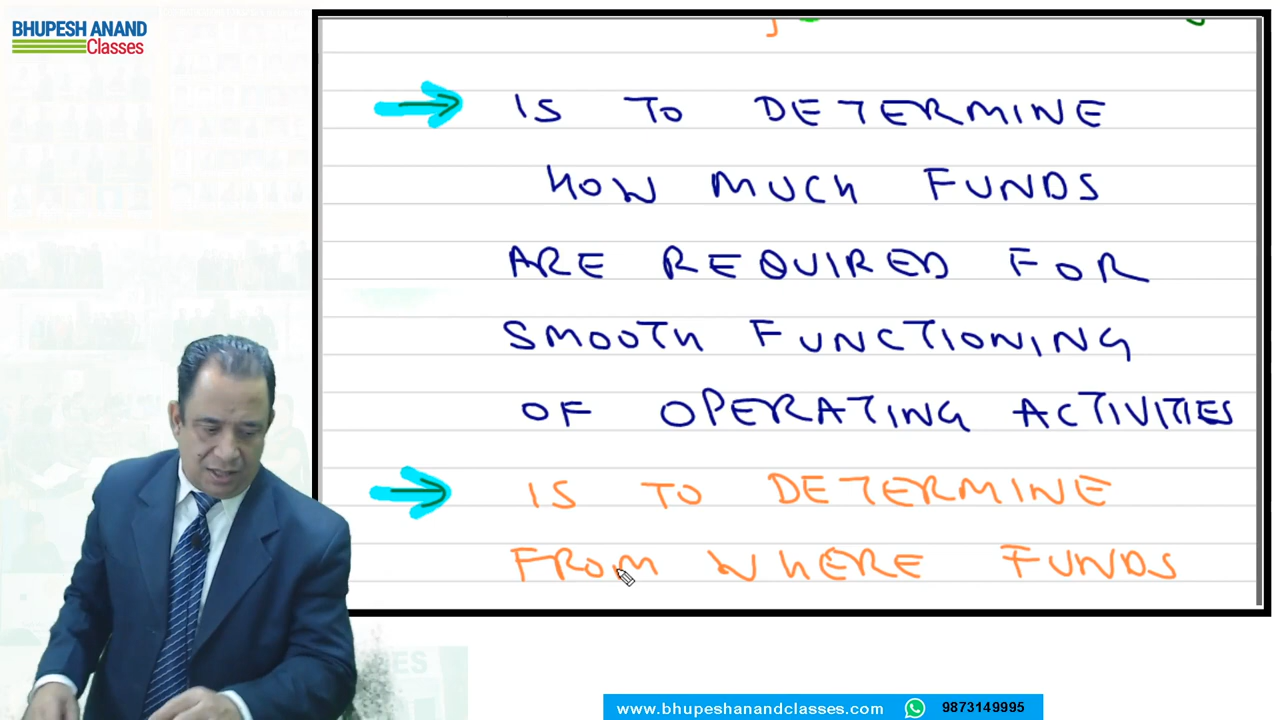 BHUPESH ANAND
Classes
IS TO DETERMINE
HOW MUCH FUNDS
ARE REQUIRED FOR
SMOOTH FUNCTIONING
OF OPERATING ACTIVITIES
IS TO DETERMINE
FROM WHERE FUNDS
www.bhupeshanandclasses.com 9873149995